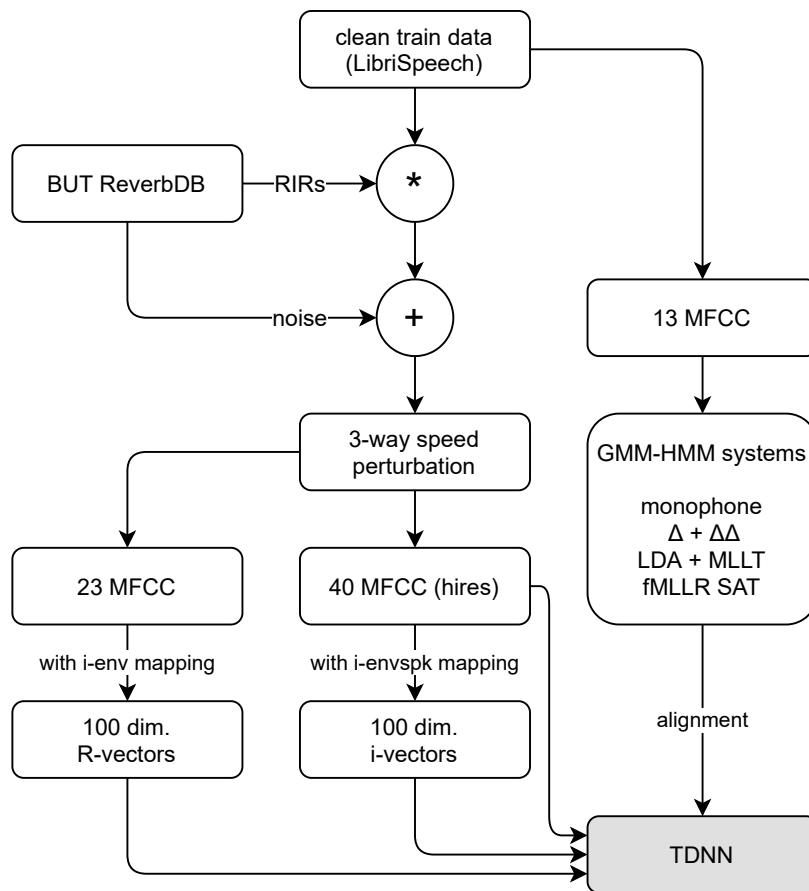 clean train data
(LibriSpeech)
BUT ReverbDB
RIRs
*
noise
+
13 MFCC
3-way speed
perturbation
GMM-HMM systems
monophone
Δ + ΔΔ
LDA + MLLT
fMLLR SAT
23 MFCC
40 MFCC (hires)
with i-env mapping
with i-envspk mapping
100 dim.
R-vectors
100 dim.
i-vectors
alignment
TDNN